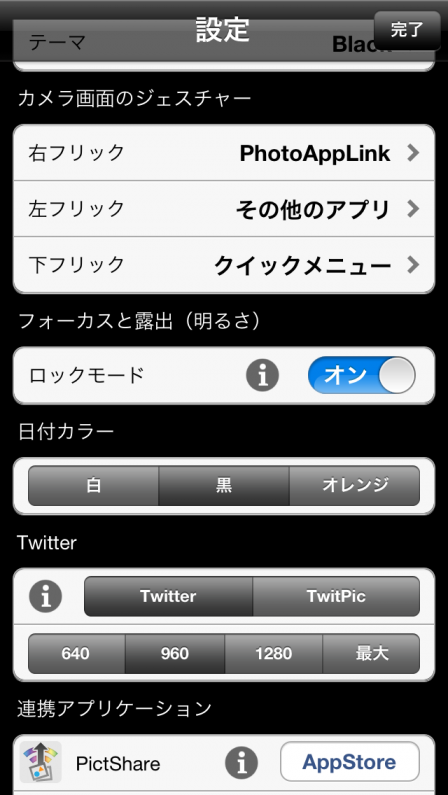 設定
完了
テーマ
カメラ画面のジェスチャー
右フリック PhotoAppLink
左フリック その他のアプリ
下フリック クイックメニュー
フォーカスと露出（明るさ）
ロックモード オン
日付カラー
白 黒 オレンジ
Twitter
Twitter TwitPic
640 960 1280 最大
連携アプリケーション
PictShare AppStore